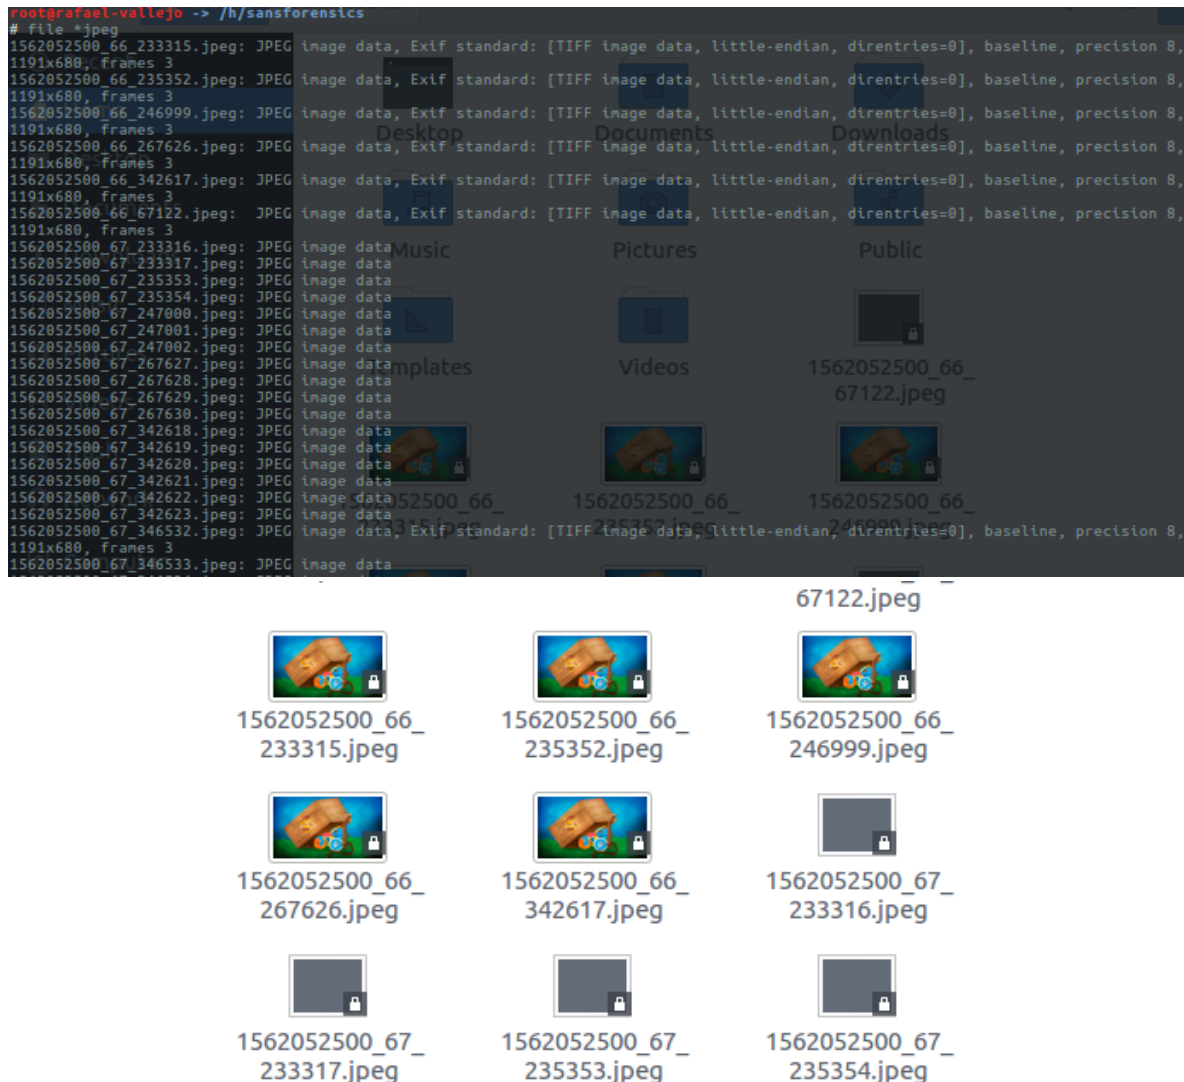 root@rafael-vallejo -> /h/sansforensics
# file *jpeg
1562052500_66_233315.jpeg: JPEG image data, Exif standard: [TIFF image data, little-endian, direntries=0], baseline, precision 8,
1191x680, frames 3
1562052500_66_235352.jpeg: JPEG image data, Exif standard: [TIFF image data, little-endian, direntries=0], baseline, precision 8,
1191x680, frames 3
1562052500_66_246999.jpeg: JPEG image data, Exif standard: [TIFF image data, little-endian, direntries=0], baseline, precision 8,
1191x680, frames 3
1562052500_66_267626.jpeg: JPEG image data, Exif standard: [TIFF image data, little-endian, direntries=0], baseline, precision 8,
1191x680, frames 3
1562052500_66_342617.jpeg: JPEG image data, Exif standard: [TIFF image data, little-endian, direntries=0], baseline, precision 8,
1191x680, frames 3
1562052500_66_67122.jpeg:  JPEG image data, Exif standard: [TIFF image data, little-endian, direntries=0], baseline, precision 8,
1191x680, frames 3
1562052500_67_233316.jpeg: JPEG image data
1562052500_67_233317.jpeg: JPEG image data
1562052500_67_235353.jpeg: JPEG image data
1562052500_67_235354.jpeg: JPEG image data
1562052500_67_247000.jpeg: JPEG image data
1562052500_67_247001.jpeg: JPEG image data
1562052500_67_247002.jpeg: JPEG image data
1562052500_67_267627.jpeg: JPEG image data
1562052500_67_267628.jpeg: JPEG image data
1562052500_67_267629.jpeg: JPEG image data
1562052500_67_267630.jpeg: JPEG image data
1562052500_67_342618.jpeg: JPEG image data
1562052500_67_342619.jpeg: JPEG image data
1562052500_67_342620.jpeg: JPEG image data
1562052500_67_342621.jpeg: JPEG image data
1562052500_67_342622.jpeg: JPEG image data
1562052500_67_342623.jpeg: JPEG image data
1562052500_67_346532.jpeg: JPEG image data, Exif standard: [TIFF image data, little-endian, direntries=0], baseline, precision 8,
1191x680, frames 3
1562052500_67_346533.jpeg: JPEG image data
Desktop
Documents
Downloads
Music
Pictures
Public
Templates
Videos
1562052500_66_
67122.jpeg
1562052500_66_
233315.jpeg
1562052500_66_
235352.jpeg
1562052500_66_
246999.jpeg
67122.jpeg
1562052500_66_
233315.jpeg
1562052500_66_
235352.jpeg
1562052500_66_
246999.jpeg
1562052500_66_
267626.jpeg
1562052500_66_
342617.jpeg
1562052500_67_
233316.jpeg
1562052500_67_
233317.jpeg
1562052500_67_
235353.jpeg
1562052500_67_
235354.jpeg